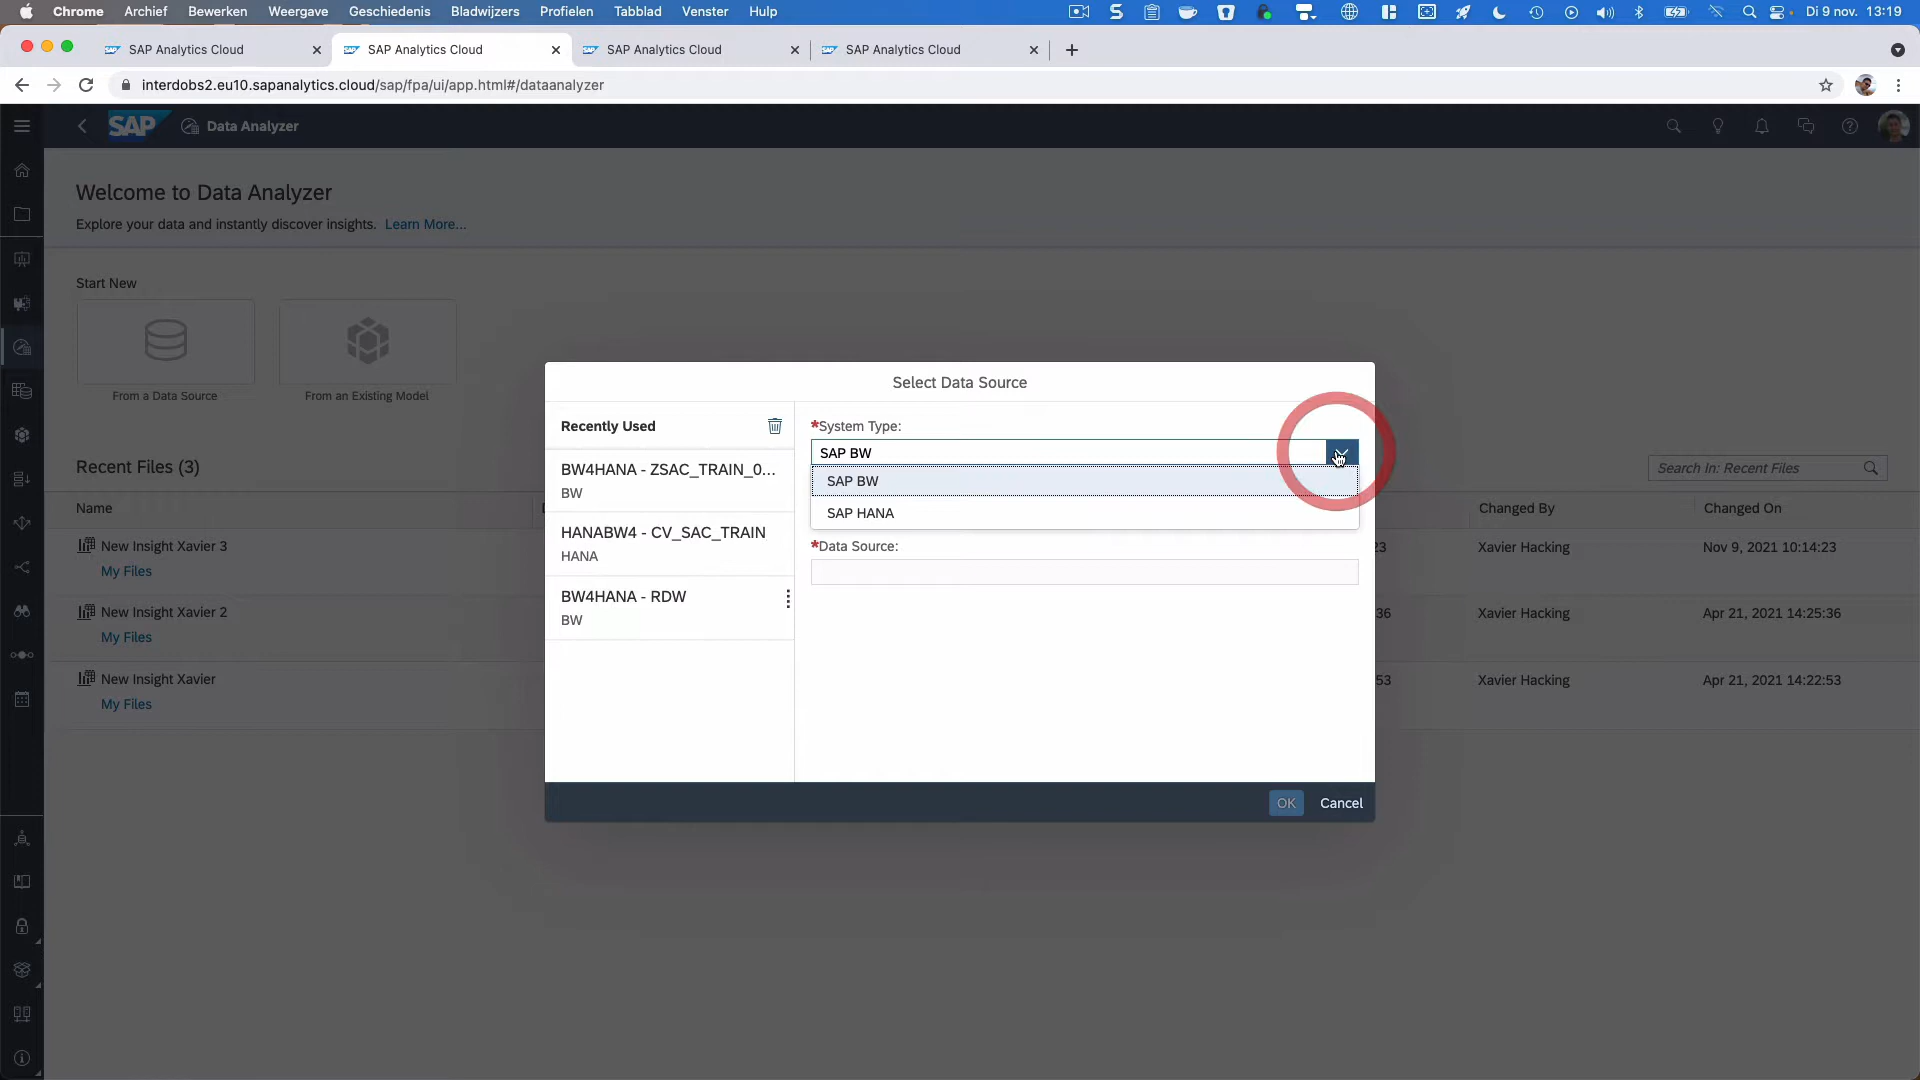 Chrome Archief Bewerken Weergave Geschiedenis Bladwijzers Profielen Tabblad Venster Hulp Di 9 nov. 13:19
SAP Analytics Cloud SAP Analytics Cloud SAP Analytics Cloud SAP Analytics Cloud
interdobs2.eu10.sapanalytics.cloud/sap/fpa/ui/app.html#/dataanalyzer
SAP Data Analyzer
Welcome to Data Analyzer
Explore your data and instantly discover insights. Learn More...
Start New
From a Data Source From an Existing Model
Recent Files (3)
Search In: Recent Files
Name Changed By Changed On
New Insight Xavier 3 23 Xavier Hacking Nov 9, 2021 10:14:23
My Files
New Insight Xavier 2 36 Xavier Hacking Apr 21, 2021 14:25:36
My Files
New Insight Xavier 53 Xavier Hacking Apr 21, 2021 14:22:53
My Files
Select Data Source
Recently Used
BW4HANA - ZSAC_TRAIN_0...
BW
HANABW4 - CV_SAC_TRAIN
HANA
BW4HANA - RDW
BW
*System Type:
SAP BW
SAP BW
SAP HANA
*Data Source:
OK Cancel